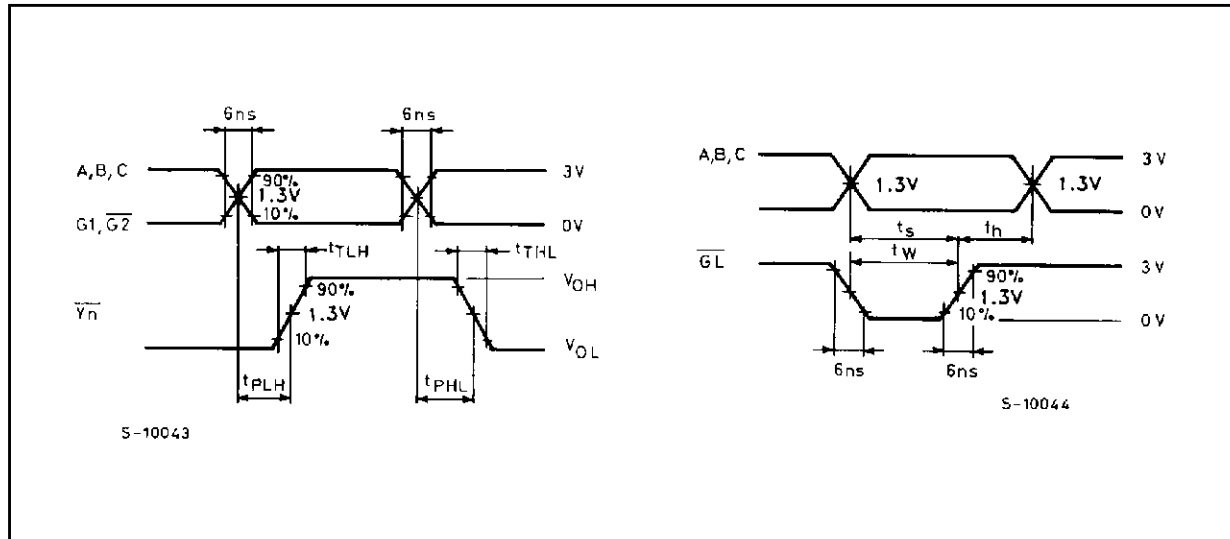 6ns
6ns
A,B,C
90%
1.3V
10%
3V
G1, G2
0V
tTLH
tTHL
Yn
90%
1.3V
10%
VOH
VOL
tPLH
tPHL
S-10043
A,B,C
1.3V
1.3V
3V
0V
ts
th
tW
GL
90%
1.3V
10%
3V
0V
6ns
6ns
S-10044